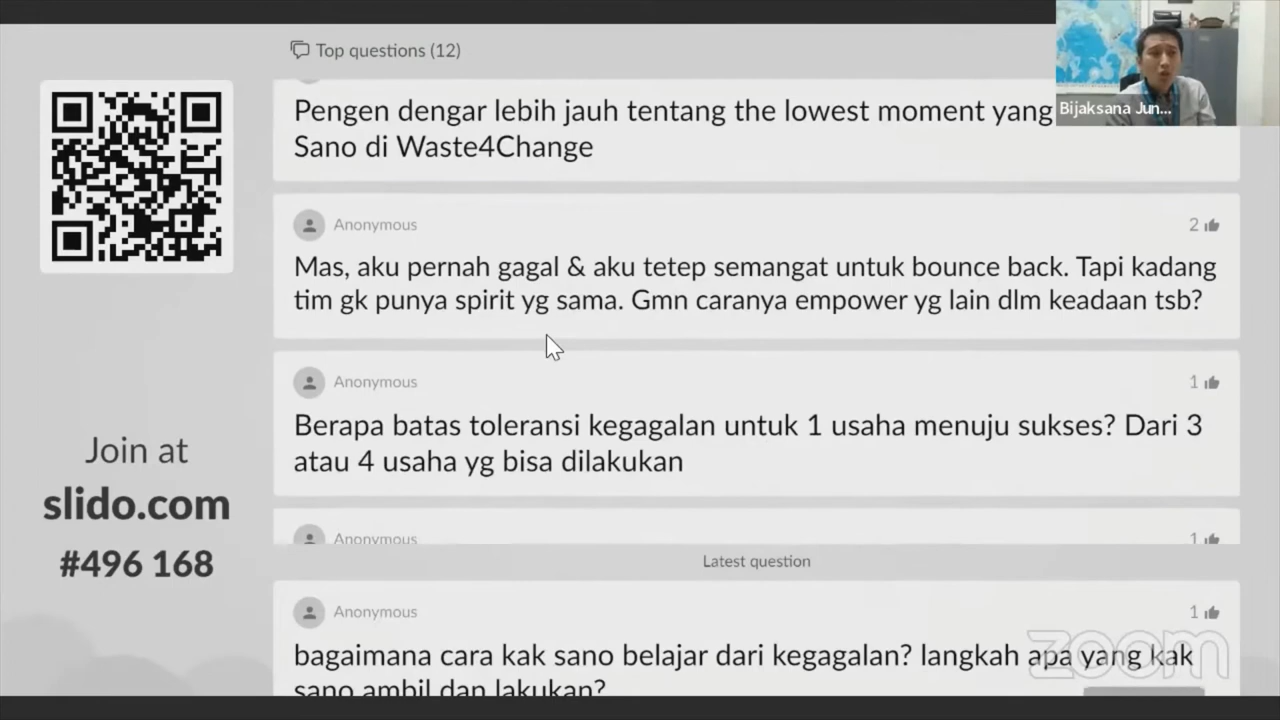 Top questions (12)
Pengen dengar lebih jauh tentang the lowest moment yang
Sano di Waste4Change
Bijaksana Jun...
Anonymous
2
Mas, aku pernah gagal & aku tetep semangat untuk bounce back. Tapi kadang
tim gk punya spirit yg sama. Gmn caranya empower yg lain dlm keadaan tsb?
Anonymous
1
Berapa batas toleransi kegagalan untuk 1 usaha menuju sukses? Dari 3
atau 4 usaha yg bisa dilakukan
Anonymous
1
Join at
slido.com
#496 168
Latest question
Anonymous
1
bagaimana cara kak sano belajar dari kegagalan? langkah apa yang kak
sano ambil dan lakukan?
zoom